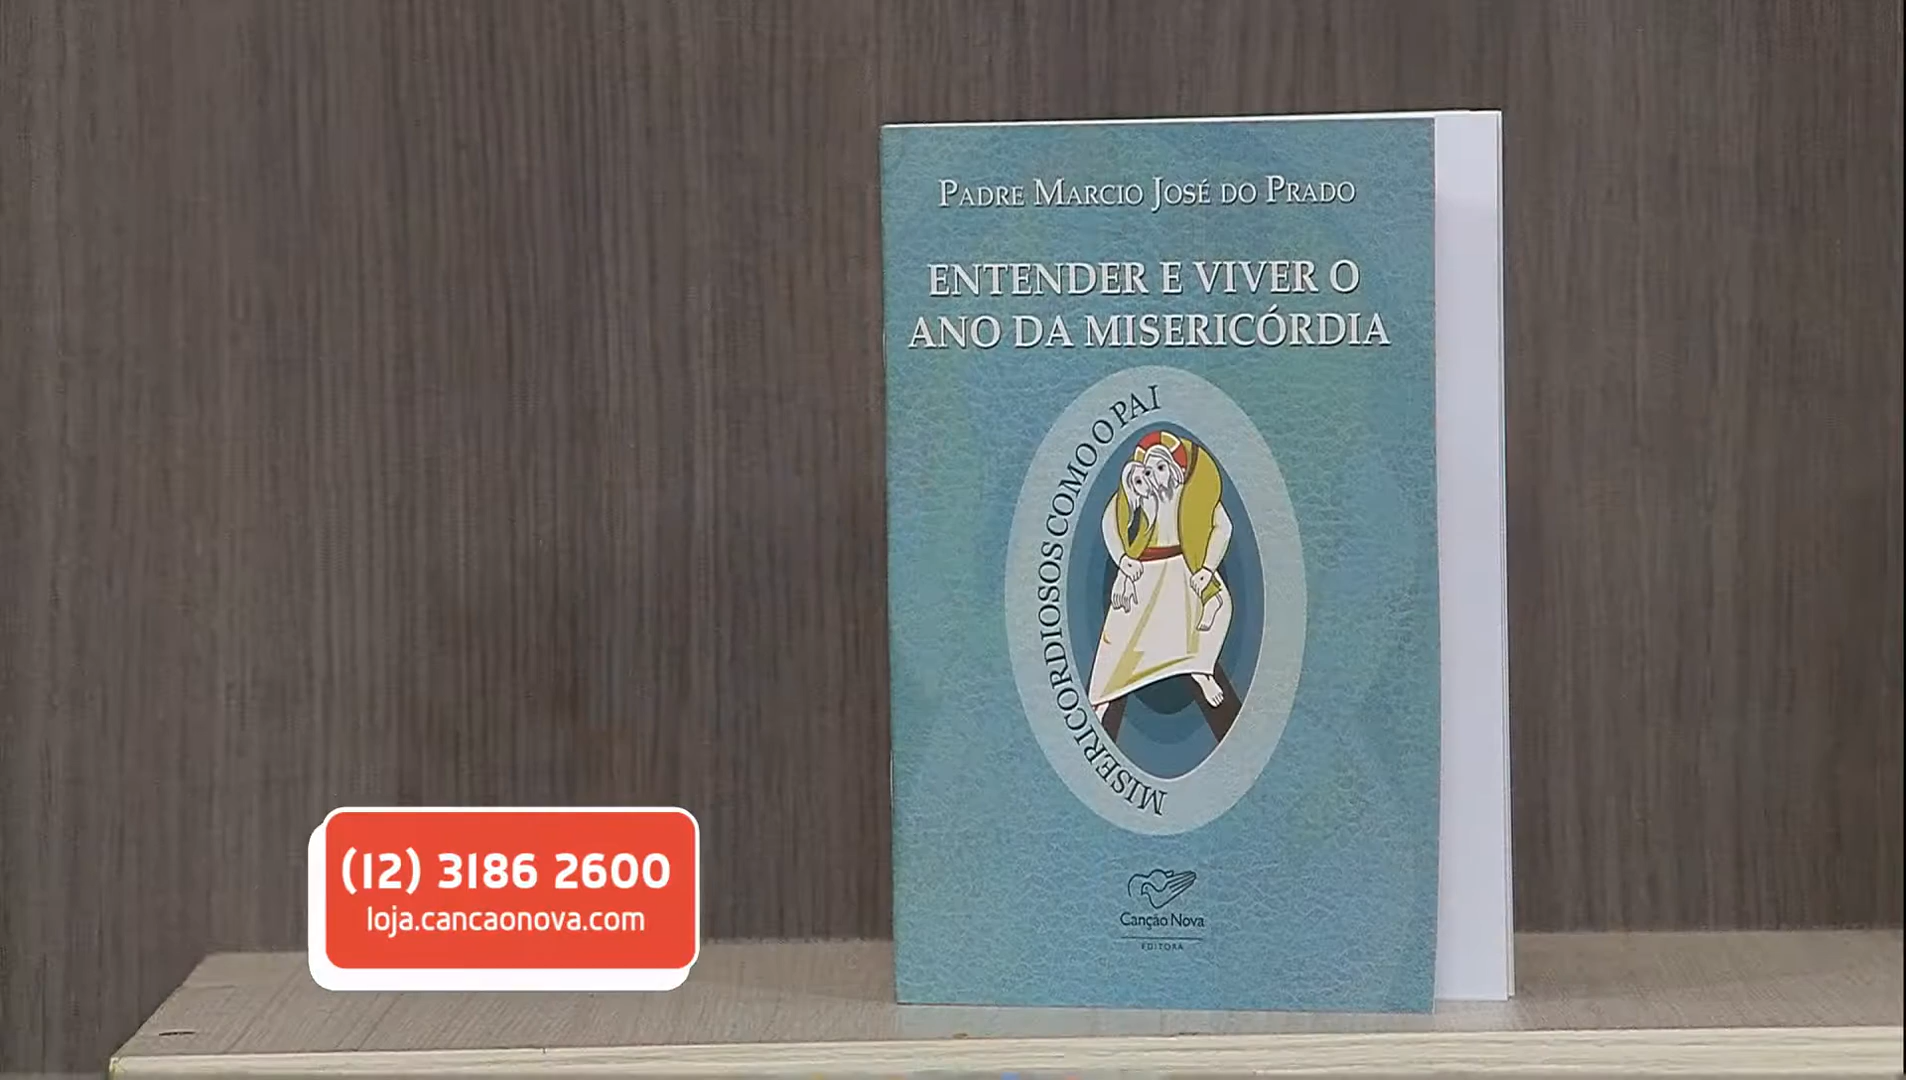 PADRE MARCIO JOSÉ DO PRADO
ENTENDER E VIVER O
ANO DA MISERICÓRDIA
MISERICORDIOSOS COMO O PAI
Canção Nova
EDITORA
(12) 3186 2600
loja.cancaonova.com